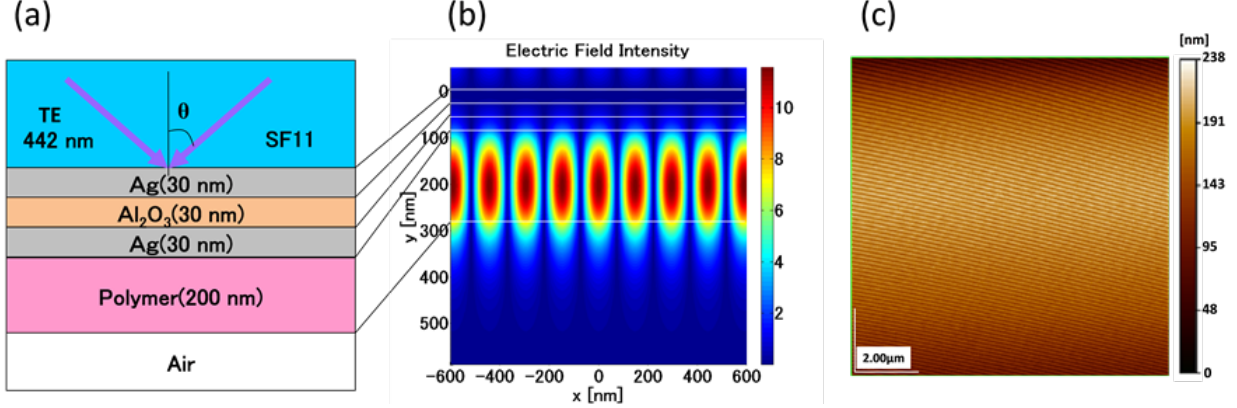 (a)
TE
442 nm
θ
SF11
Ag(30 nm)
Al₂O₃(30 nm)
Ag(30 nm)
Polymer(200 nm)
Air
(b)
Electric Field Intensity
0
100
200
300
400
500
y [nm]
−600 −400 −200 0 200 400 600
x [nm]
10
8
6
4
2
(c)
[nm]
238
191
143
95
48
0
2.00µm